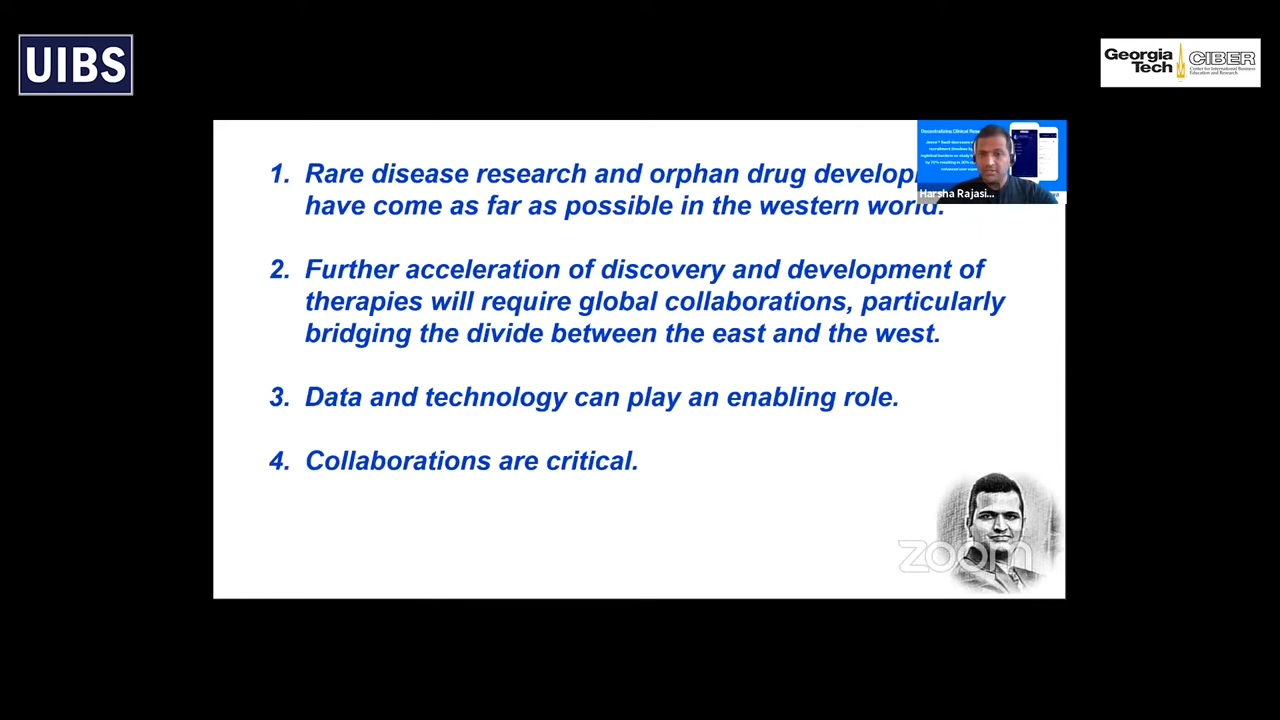 UIBS
Georgia
Tech
CIBER
Center for International Business
Education and Research
Decentralizing Clinical
Harsha Rajasi...
1. Rare disease research and orphan drug
have come as far as possible in the western world.
2. Further acceleration of discovery and development of
therapies will require global collaborations, particularly
bridging the divide between the east and the west.
3. Data and technology can play an enabling role.
4. Collaborations are critical.
zoom